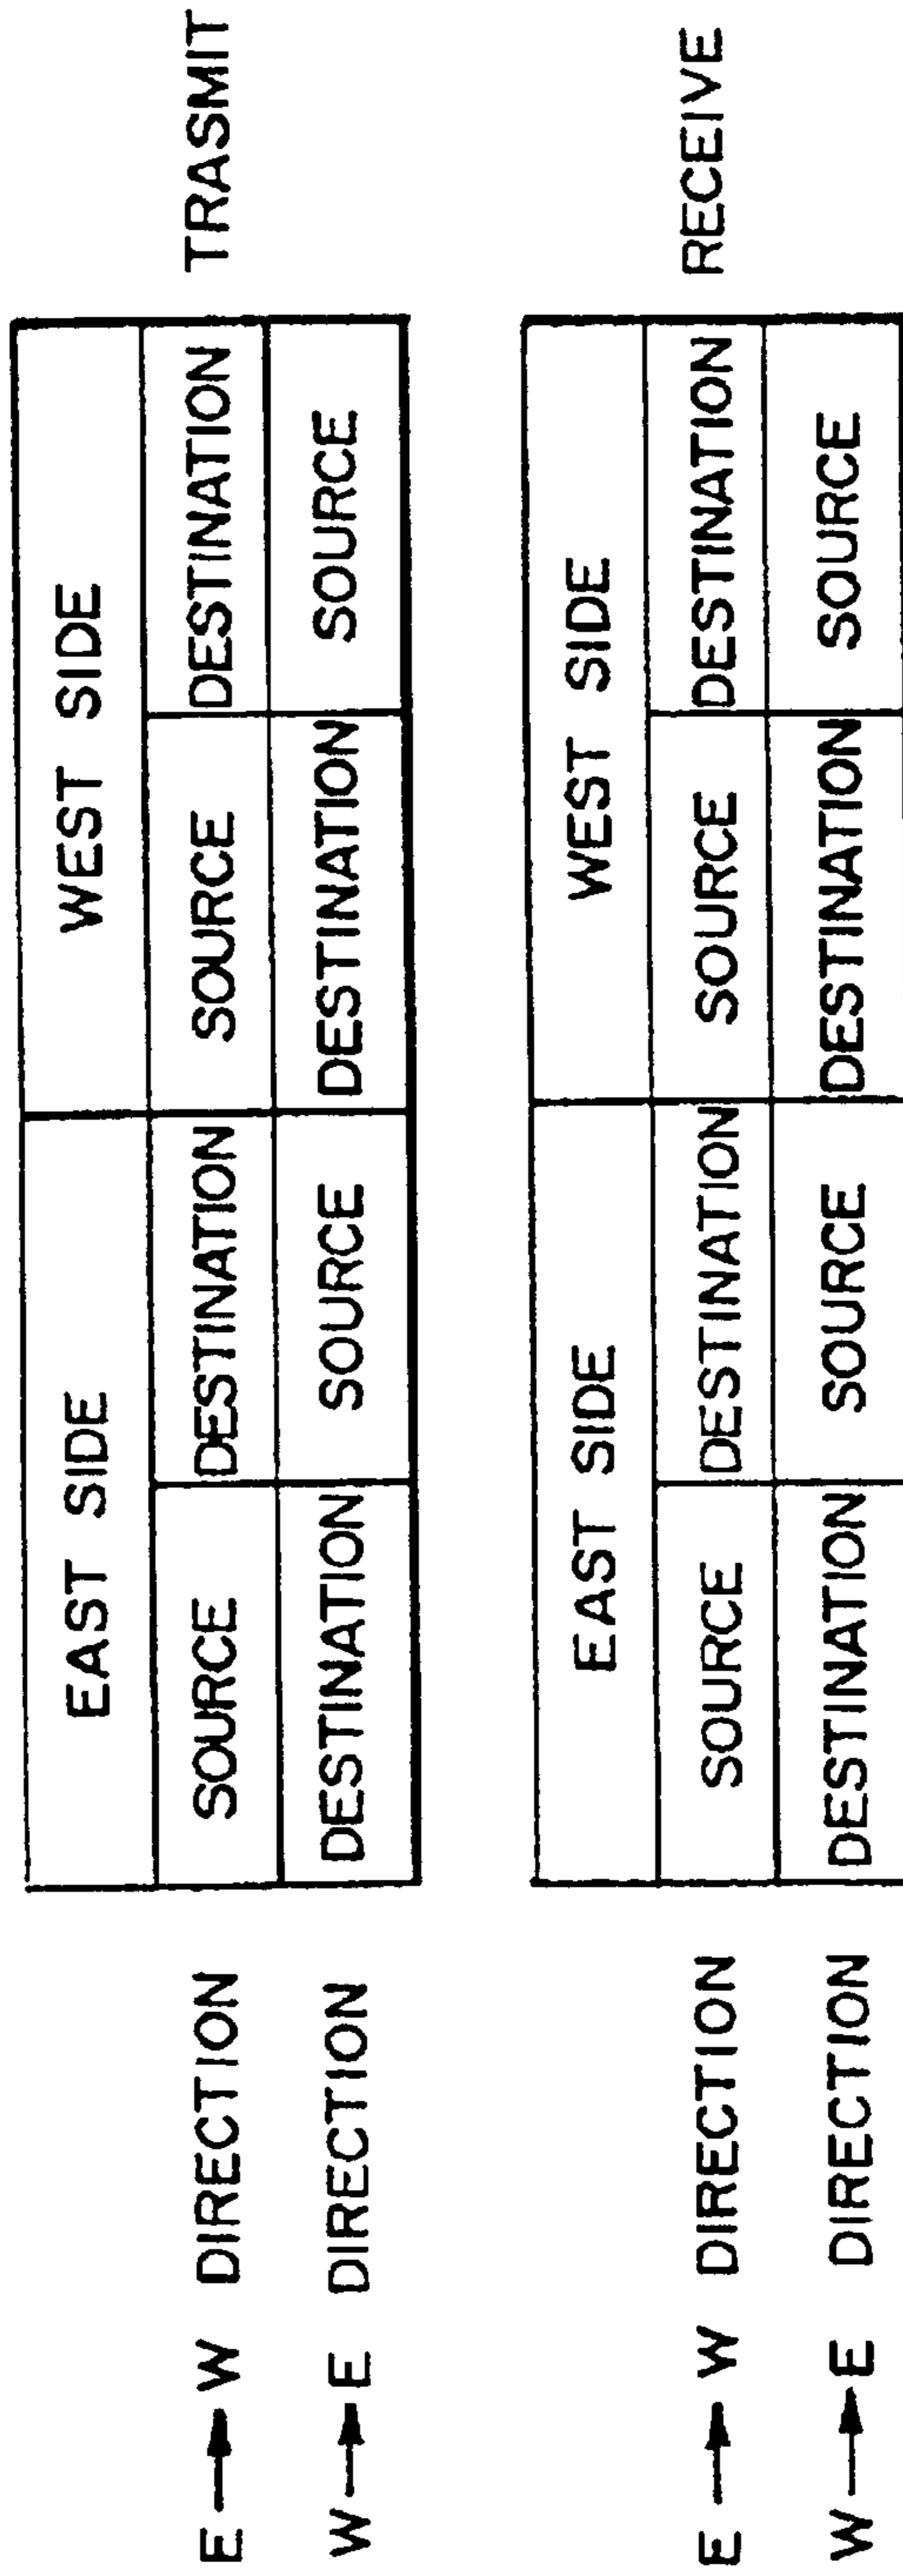 EAST SIDE WEST SIDE
E → W DIRECTION SOURCE DESTINATION SOURCE DESTINATION TRASMIT
W → E DIRECTION DESTINATION SOURCE DESTINATION SOURCE
EAST SIDE WEST SIDE
E → W DIRECTION SOURCE DESTINATION SOURCE DESTINATION RECEIVE
W → E DIRECTION DESTINATION SOURCE DESTINATION SOURCE